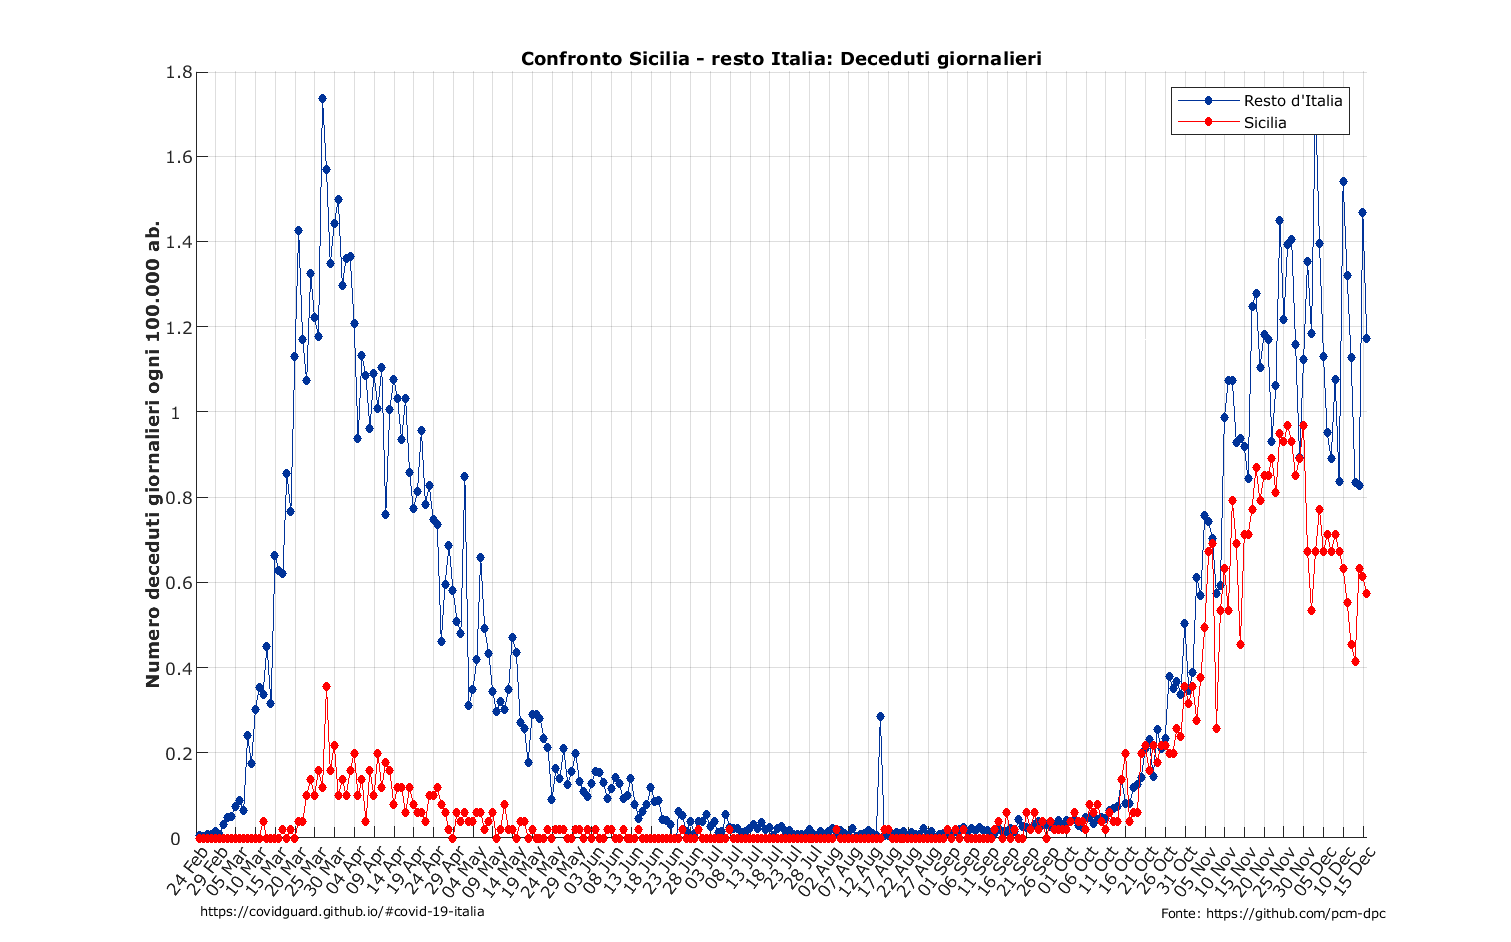 Confronto Sicilia - resto Italia: Deceduti giornalieri
Numero deceduti giornalieri ogni 100.000 ab.
1.8
1.6
1.4
1.2
1
0.8
0.6
0.4
0.2
0
Resto d'Italia
Sicilia
24 Feb
29 Feb
05 Mar
10 Mar
15 Mar
20 Mar
25 Mar
30 Mar
04 Apr
09 Apr
14 Apr
19 Apr
24 Apr
29 Apr
04 May
09 May
14 May
19 May
24 May
29 May
03 Jun
08 Jun
13 Jun
18 Jun
23 Jun
28 Jun
03 Jul
08 Jul
13 Jul
18 Jul
23 Jul
28 Jul
02 Aug
07 Aug
12 Aug
17 Aug
22 Aug
27 Aug
01 Sep
06 Sep
11 Sep
16 Sep
21 Sep
26 Sep
01 Oct
06 Oct
11 Oct
16 Oct
21 Oct
26 Oct
31 Oct
05 Nov
10 Nov
15 Nov
20 Nov
25 Nov
30 Nov
05 Dec
10 Dec
15 Dec
https://covidguard.github.io/#covid-19-italia
Fonte: https://github.com/pcm-dpc